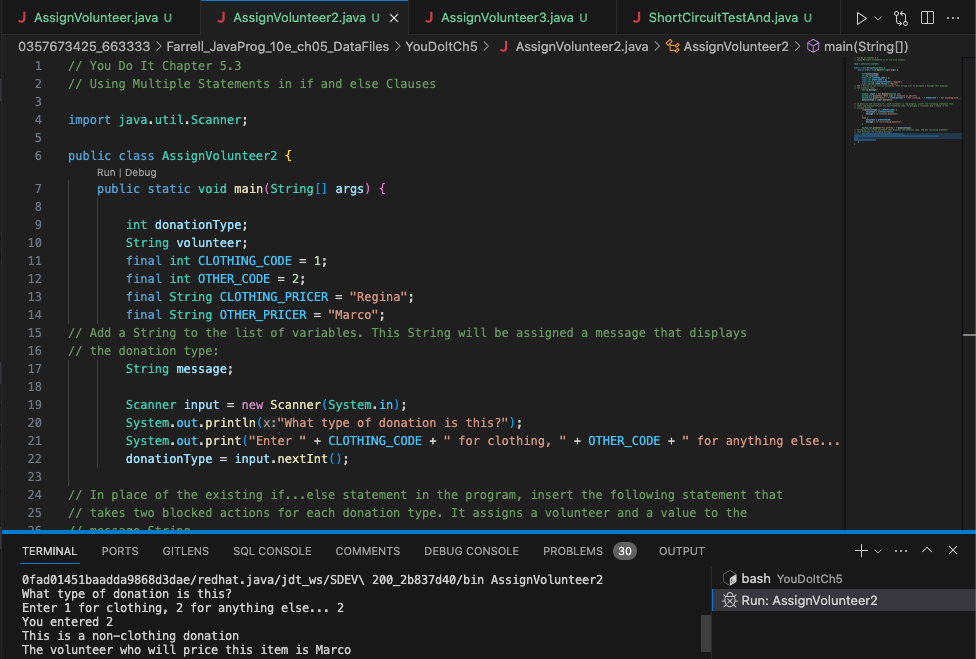 AssignVolunteer.java U
AssignVolunteer2.java U
AssignVolunteer3.java U
ShortCircuitTestAnd.java U
0357673425_663333 > Farrell_JavaProg_10e_ch05_DataFiles > YouDoItCh5 > AssignVolunteer2.java > AssignVolunteer2 > main(String[])
1 // You Do It Chapter 5.3
2 // Using Multiple Statements in if and else Clauses
3
4 import java.util.Scanner;
5
6 public class AssignVolunteer2 {
Run | Debug
7 public static void main(String[] args) {
8
9 int donationType;
10 String volunteer;
11 final int CLOTHING_CODE = 1;
12 final int OTHER_CODE = 2;
13 final String CLOTHING_PRICER = "Regina";
14 final String OTHER_PRICER = "Marco";
15 // Add a String to the list of variables. This String will be assigned a message that displays
16 // the donation type:
17 String message;
18
19 Scanner input = new Scanner(System.in);
20 System.out.println(x:"What type of donation is this?");
21 System.out.print("Enter " + CLOTHING_CODE + " for clothing, " + OTHER_CODE + " for anything else...
22 donationType = input.nextInt();
23
24 // In place of the existing if...else statement in the program, insert the following statement that
25 // takes two blocked actions for each donation type. It assigns a volunteer and a value to the
26 // message String
TERMINAL PORTS GITLENS SQL CONSOLE COMMENTS DEBUG CONSOLE PROBLEMS 30 OUTPUT
0fad01451baadda9868d3dae/redhat.java/jdt_ws/SDEV\ 200_2b837d40/bin AssignVolunteer2
What type of donation is this?
Enter 1 for clothing, 2 for anything else... 2
You entered 2
This is a non-clothing donation
The volunteer who will price this item is Marco
bash YouDoItCh5
Run: AssignVolunteer2